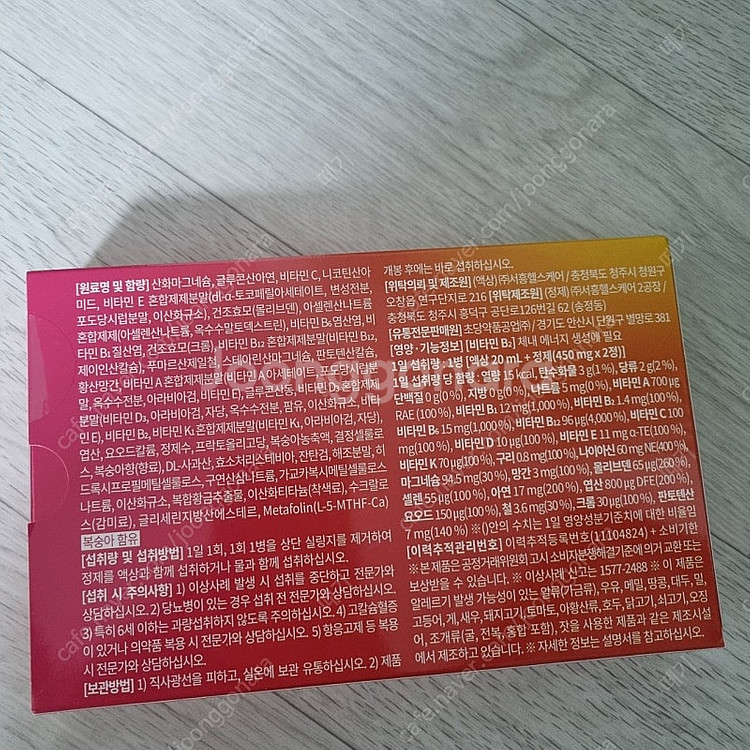 [원료명 및 함량] 산화마그네슘, 글루콘산아연, 비타민 C, 니코틴산아
미드, 비타민 E 혼합제제분말(dl-α-토코페릴아세테이트, 변성전분,
포도당시럽분말, 이산화규소), 건조효모(몰리브덴), 아셀렌산나트륨
혼합제제(아셀렌산나트륨, 옥수수말토덱스트린), 비타민 B₆염산염, 비
타민 B₁질산염, 건조효모(크롬), 비타민 B12 혼합제제분말(비타민 B₁₂,
제이인산칼슘), 푸마르산제일철, 스테아린산마그네슘, 판토텐산칼슘,
황산망간, 비타민 A 혼합제제분말(비타민 A 아세테이트, 포도당시럽분
말, 옥수수전분, 아라비아검, 비타민 E), 글루콘산동, 비타민 D₃ 혼합제제
분말(비타민 D₃, 아라비아검, 자당, 옥수수전분, 팜유, 이산화규소, 비타
민 E), 비타민 B₂, 비타민 K₁ 혼합제제분말(비타민 K₁, 아라비아검, 자당),
염산, 요오드칼륨, 정제수, 프락토올리고당, 복숭아농축액, 결정셀룰로
스, 복숭아향(향료), DL-사과산, 효소처리스테비아, 잔탄검, 해조분말, 히
드록시프로필메틸셀룰로스, 구연산삼나트륨, 가교카복시메틸셀룰로스
나트륨, 이산화규소, 복합황금추출물, 이산화티타늄(착색료), 수크랄로
스(감미료), 글리세린지방산에스테르, Metafolin(L-5-MTHF-Ca)
복숭아 함유
[섭취량 및 섭취방법] 1일 1회, 1회 1병을 상단 실링지를 제거하여
정제를 액상과 함께 섭취하거나 물과 함께 섭취하십시오.
[섭취 시 주의사항] 1) 이상사례 발생 시 섭취를 중단하고 전문가와
상담하십시오. 2) 당뇨병이 있는 경우 섭취 전 전문가와 상담하십시오.
3) 특히 6세 이하는 과량섭취하지 않도록 주의하십시오. 4) 고칼슘혈증
이 있거나 의약품 복용 시 전문가와 상담하십시오. 5) 항응고제 등 복용
시 전문가와 상담하십시오.
[보관방법] 1) 직사광선을 피하고, 실온에 보관 유통하십시오. 2) 제품
개봉 후에는 바로 섭취하십시오.
[위탁의뢰 및 제조원] (액상) (주)서흥헬스케어 / 충청북도 청주시 청원구
오창읍 연구단지로 216 [위탁제조원] (정제) (주)서흥헬스케어 2공장 /
충청북도 청주시 흥덕구 공단로126번길 62 (송정동)
[유통전문판매원] 초당약품공업(주) / 경기도 안산시 단원구 별망로 381
[영양 · 기능정보] [비타민 B₂] 체내 에너지 생성에 필요
1일 섭취량 : 1병 [액상 20 mL + 정제(450 mg x 2정)]
1일 섭취량 당 함량 : 열량 15 kcal, 탄수화물 3 g(1 %), 당류 2 g(2 %),
단백질 0 g(0 %), 지방 0 g(0 %), 나트륨 5 mg(0 %), 비타민 A 700 μg
RAE (100 %), 비타민 B₁ 12 mg(1,000 %), 비타민 B₂ 1.4 mg(100 %),
비타민 B₆ 15 mg(1,000 %), 비타민 B₁₂ 96 μg(4,000 %), 비타민 C 100
mg(100 %), 비타민 D 10 μg(100 %), 비타민 E 11 mg α-TE(100 %),
비타민 K 70 μg(100 %), 구리 0.8 mg(100 %), 나이아신 60 mg NE(400 %),
마그네슘 94.5 mg(30 %), 망간 3 mg(100 %), 몰리브덴 65 μg(260 %),
셀렌 55 μg(100 %), 아연 17 mg(200 %), 엽산 800 μg DFE(200 %),
요오드 150 μg(100 %), 철 3.6 mg(30 %), 크롬 30 μg(100 %), 판토텐산
7 mg(140 %) ※( )안의 수치는 1일 영양성분기준치에 대한 비율임
[이력추적관리번호] 이력추적등록번호(11104824) + 소비기한
※ 본 제품은 공정거래위원회 고시 소비자분쟁해결기준에 의거 교환 또는
보상받을 수 있습니다. ※ 이상사례 신고는 1577-2488 ※ 이 제품은
알레르기 발생 가능성이 있는 알류(가금류), 우유, 메밀, 땅콩, 대두, 밀,
고등어, 게, 새우, 돼지고기, 토마토, 아황산류, 호두, 닭고기, 쇠고기, 오징
어, 조개류(굴, 전복, 홍합 포함), 잣을 사용한 제품과 같은 제조시설
에서 제조하고 있습니다. ※ 자세한 정보는 설명서를 참고하십시오.
joonggonara
cafe.naver.com/joonggonara